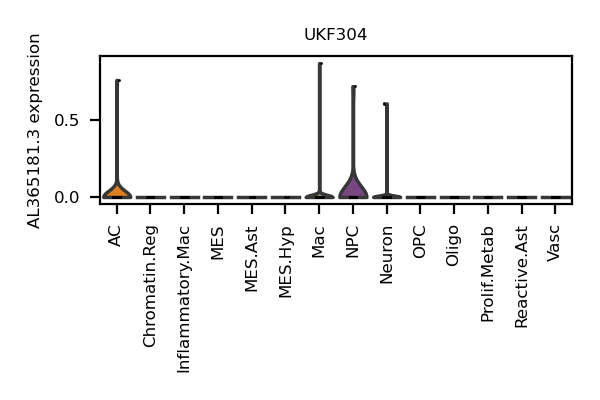 UKF304
AL365181.3 expression
0.5
0.0
AC
Chromatin.Reg
Inflammatory.Mac
MES
MES.Ast
MES.Hyp
Mac
NPC
Neuron
OPC
Oligo
Prolif.Metab
Reactive.Ast
Vasc